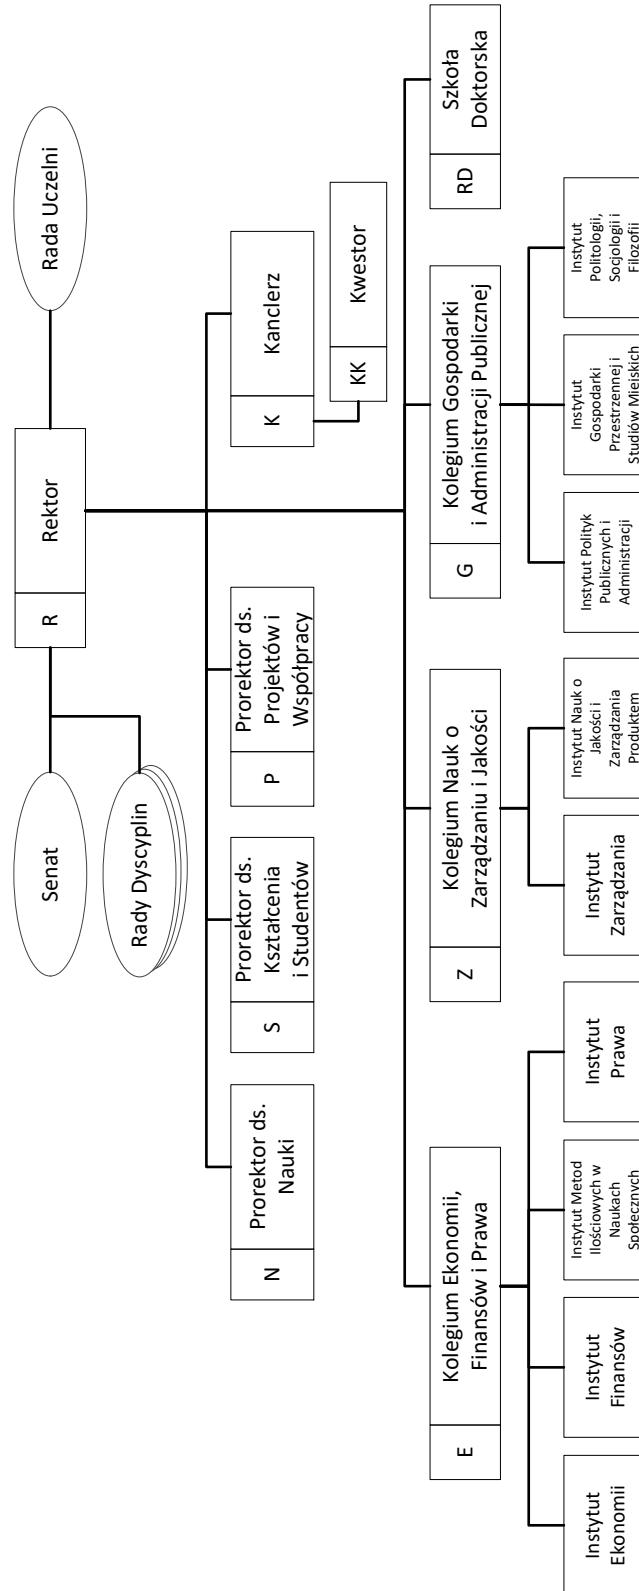 Rada Uczelni
R
Rektor
Senat
Rady Dyscyplin
N
Prorektor ds.
Nauki
S
Prorektor ds.
Kształcenia
i Studentów
P
Prorektor ds.
Projektów i
Współpracy
K
Kanclerz
KK
Kwestor
E
Kolegium Ekonomii,
Finansów i Prawa
Z
Kolegium Nauk o
Zarządzaniu i Jakości
G
Kolegium Gospodarki
i Administracji Publicznej
RD
Szkoła
Doktorska
Instytut
Ekonomii
Instytut
Finansów
Instytut Metod
Ilościowych w
Naukach
Społecznych
Instytut
Prawa
Instytut
Zarządzania
Instytut Nauk o
Jakości i
Zarządzania
Produktem
Instytut Polityk
Publicznych i
Administracji
Instytut
Gospodarki
Przestrzennej i
Studiów Miejskich
Instytut
Politologii,
Socjologii i
Filozofii